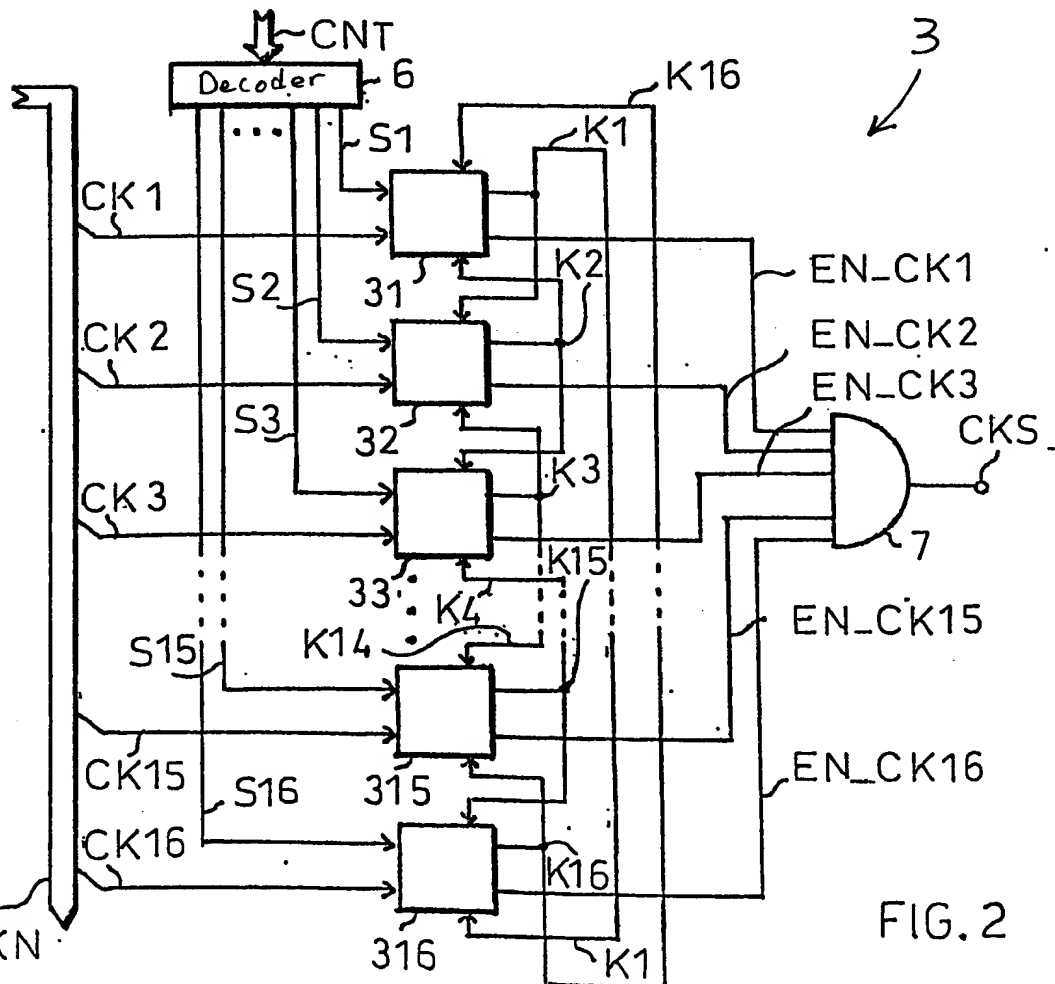 CNT
3
Decoder
6
K16
K1
S1
CK1
31
K2
EN_CK1
S2
CK2
EN_CK2
32
EN_CK3
S3
K3
CKS_
CK3
7
33
K15
K4
K14
EN_CK15
S15
CK15
315
EN_CK16
S16
CK16
K16
316
K1
FIG. 2